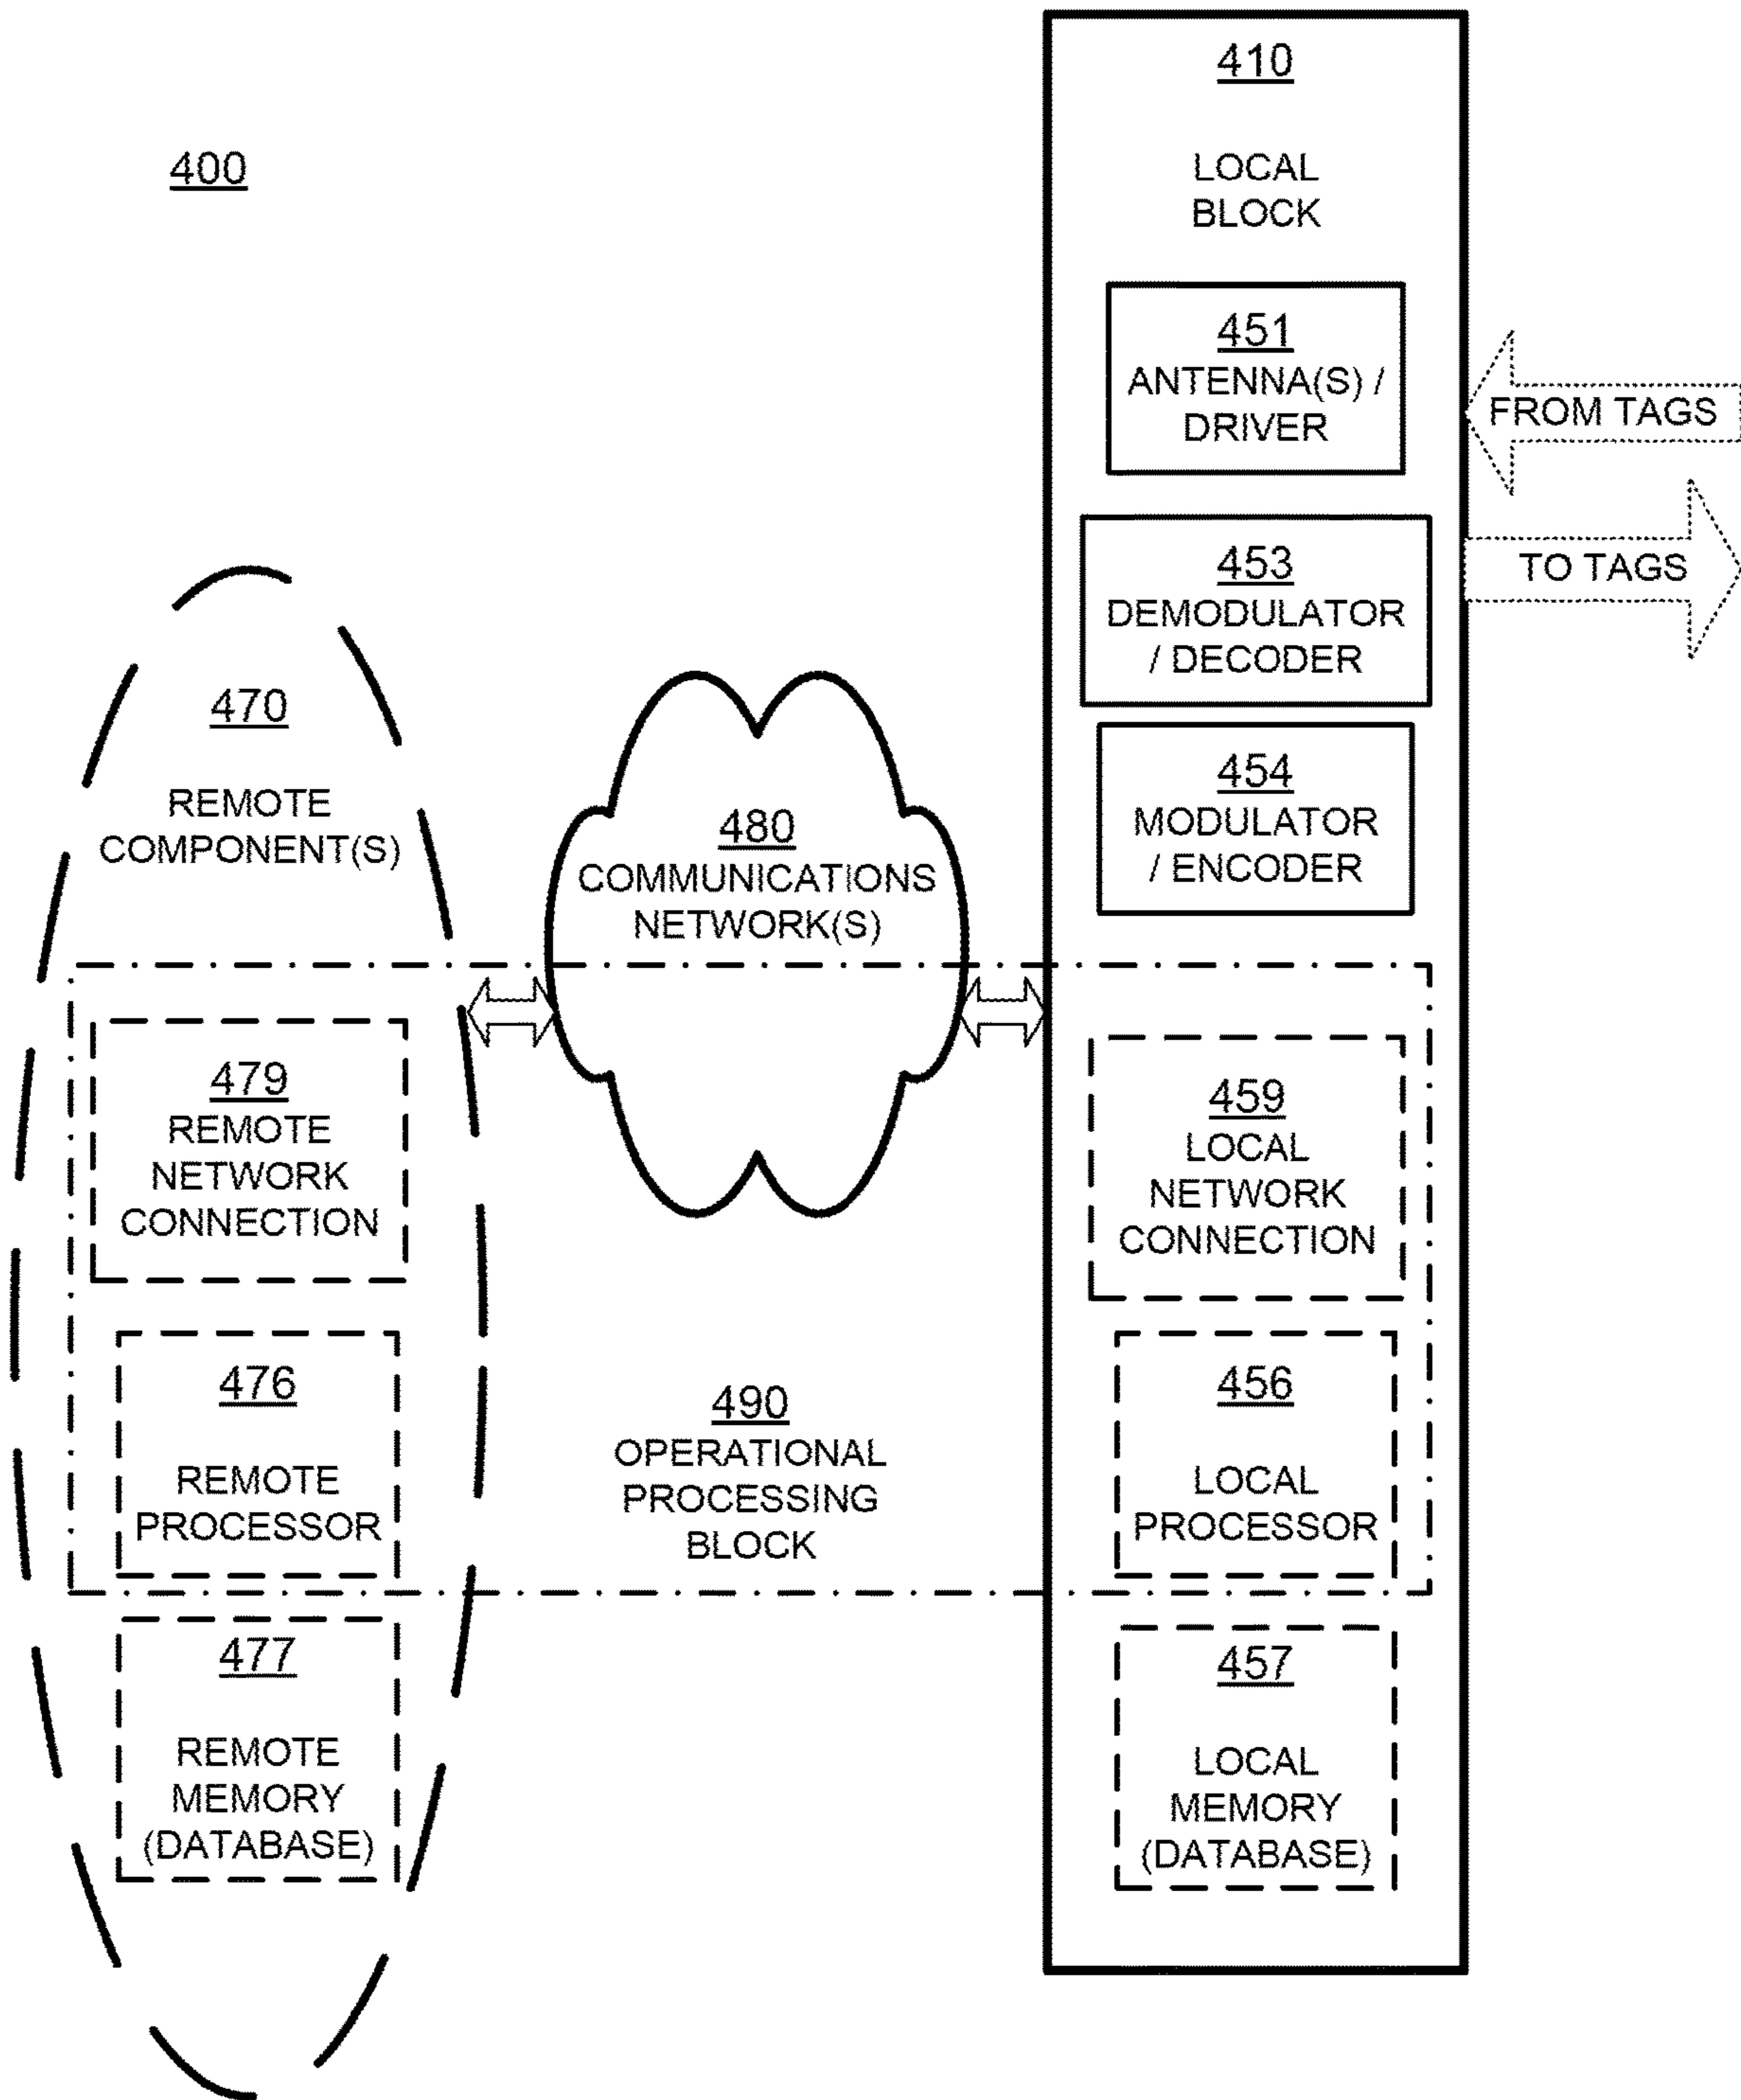 400
410
LOCAL
BLOCK
451
ANTENNA(S) /
DRIVER
FROM TAGS
453
DEMODULATOR
/ DECODER
TO TAGS
454
MODULATOR
/ ENCODER
470
REMOTE
COMPONENT(S)
480
COMMUNICATIONS
NETWORK(S)
479
REMOTE
NETWORK
CONNECTION
459
LOCAL
NETWORK
CONNECTION
476
REMOTE
PROCESSOR
490
OPERATIONAL
PROCESSING
BLOCK
456
LOCAL
PROCESSOR
477
REMOTE
MEMORY
(DATABASE)
457
LOCAL
MEMORY
(DATABASE)